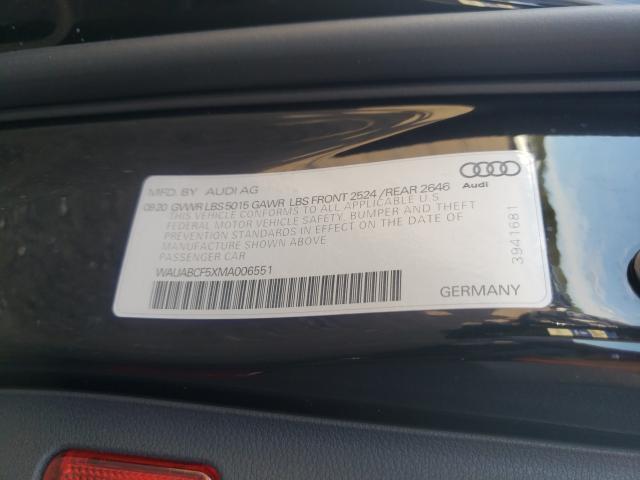 MFD. BY AUDI AG
08/20 GVWR LBS 5015 GAWR LBS FRONT 2524 / REAR 2646
THIS VEHICLE CONFORMS TO ALL APPLICABLE U.S
FEDERAL MOTOR VEHICLE SAFETY, BUMPER AND THEFT
PREVENTION STANDARDS IN EFFECT ON THE DATE OF
MANUFACTURE SHOWN ABOVE
PASSENGER CAR
WAUABCF5XMA006551
Audi
3941681
GERMANY